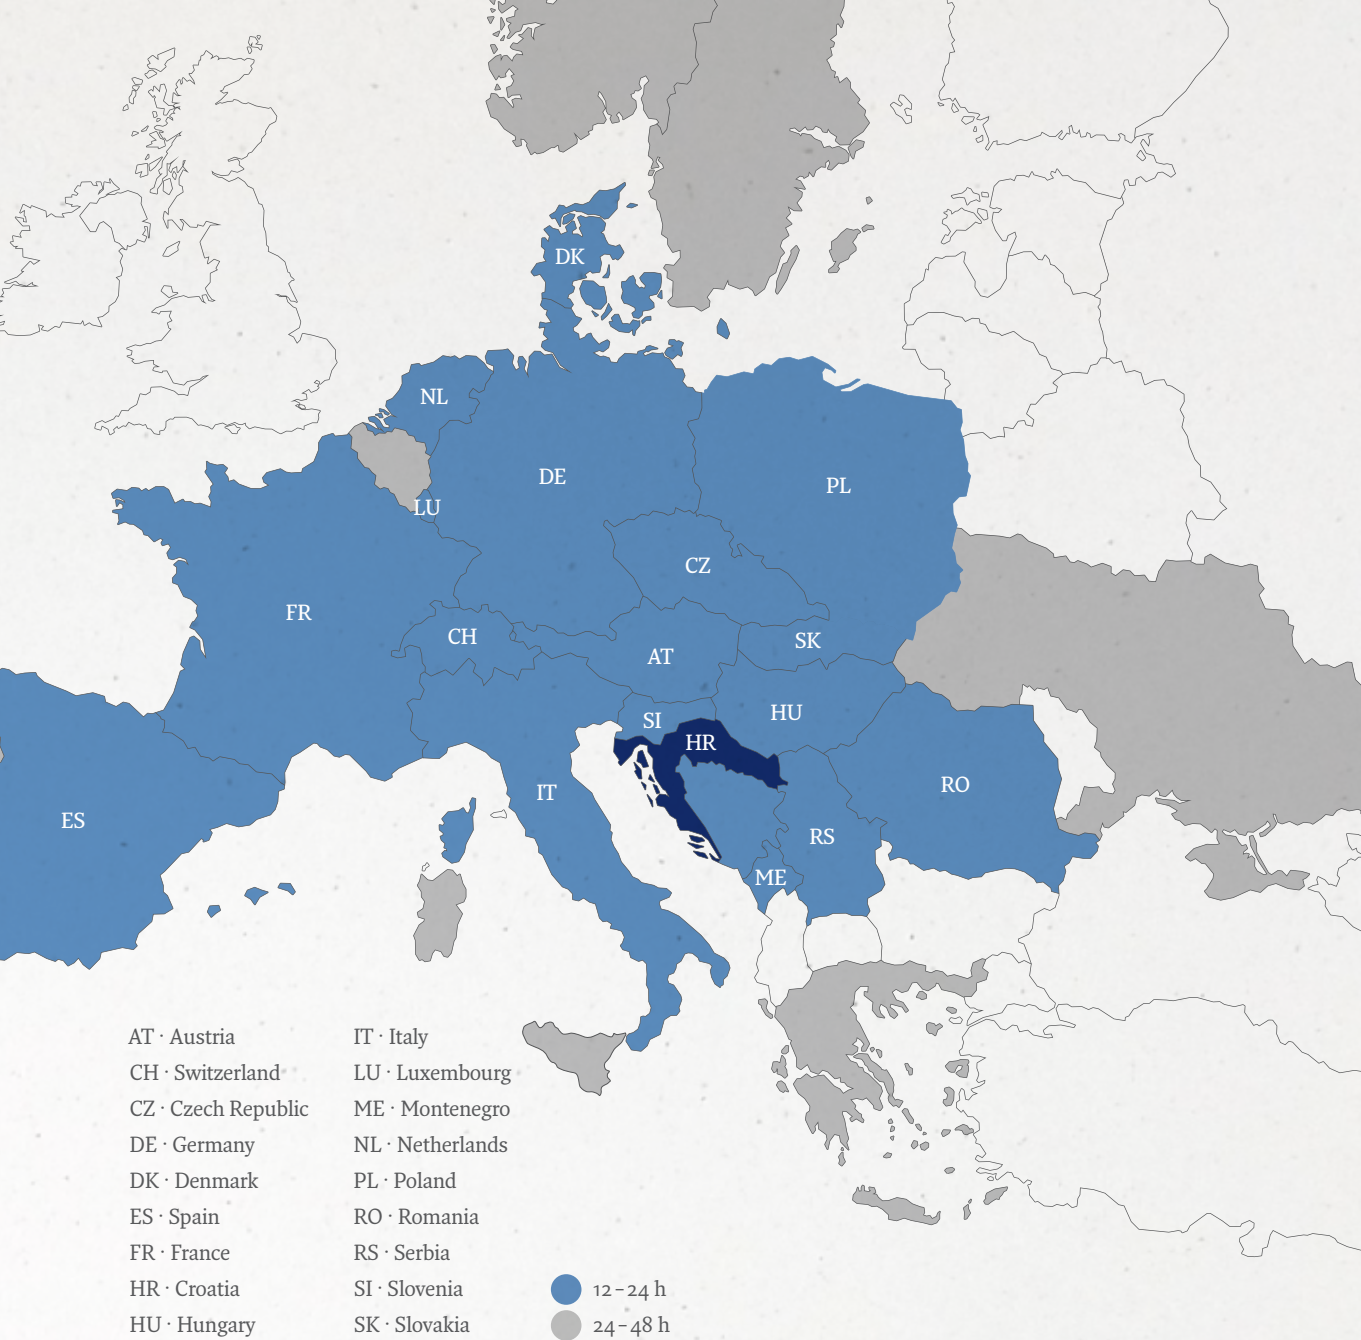 DK
NL
DE
PL
LU
CZ
FR
CH
SK
AT
HU
SI
HR
RO
IT
ES
RS
ME
AT · Austria
CH · Switzerland
CZ · Czech Republic
DE · Germany
DK · Denmark
ES · Spain
FR · France
HR · Croatia
HU · Hungary
IT · Italy
LU · Luxembourg
ME · Montenegro
NL · Netherlands
PL · Poland
RO · Romania
RS · Serbia
SI · Slovenia
SK · Slovakia
12–24 h
24–48 h